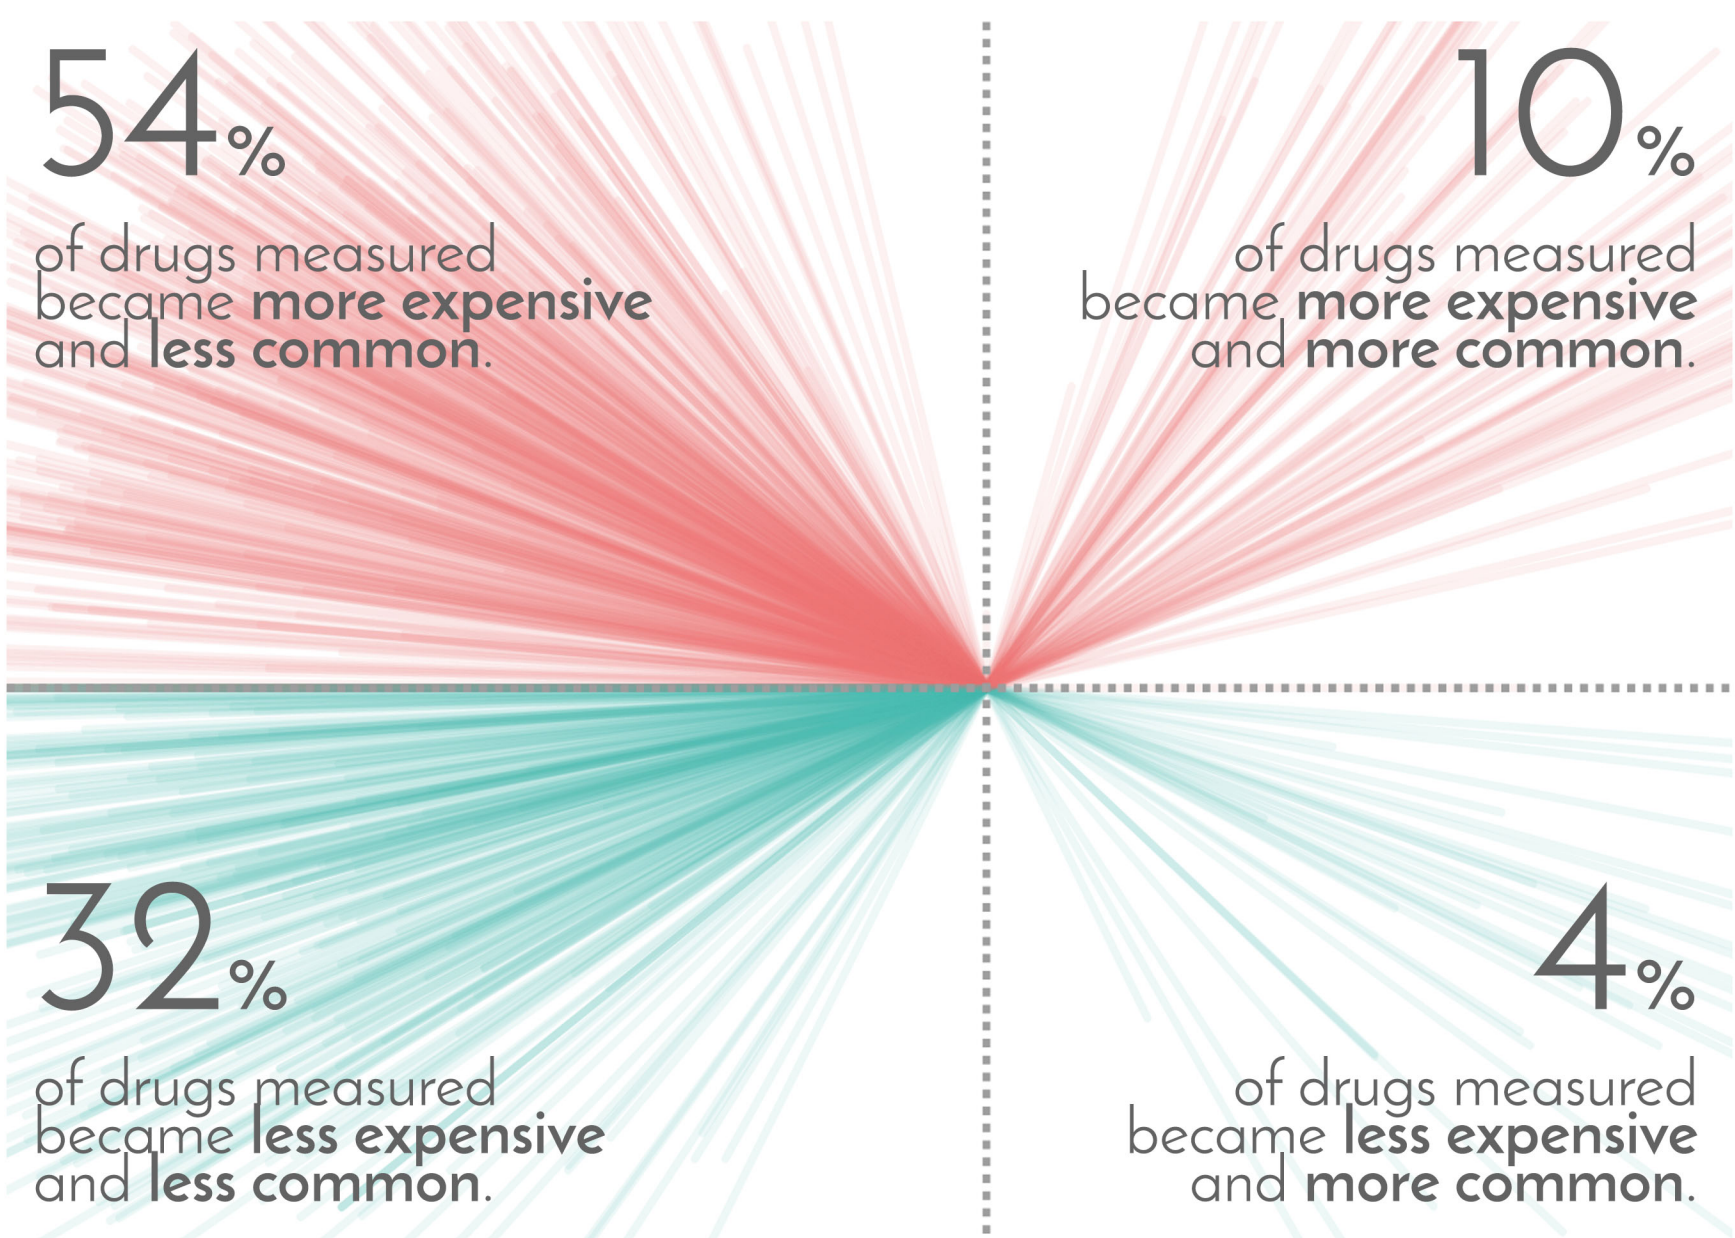 54%
of drugs measured
became more expensive
and less common.
10%
of drugs measured
became more expensive
and more common.
32%
of drugs measured
became less expensive
and less common.
4%
of drugs measured
became less expensive
and more common.